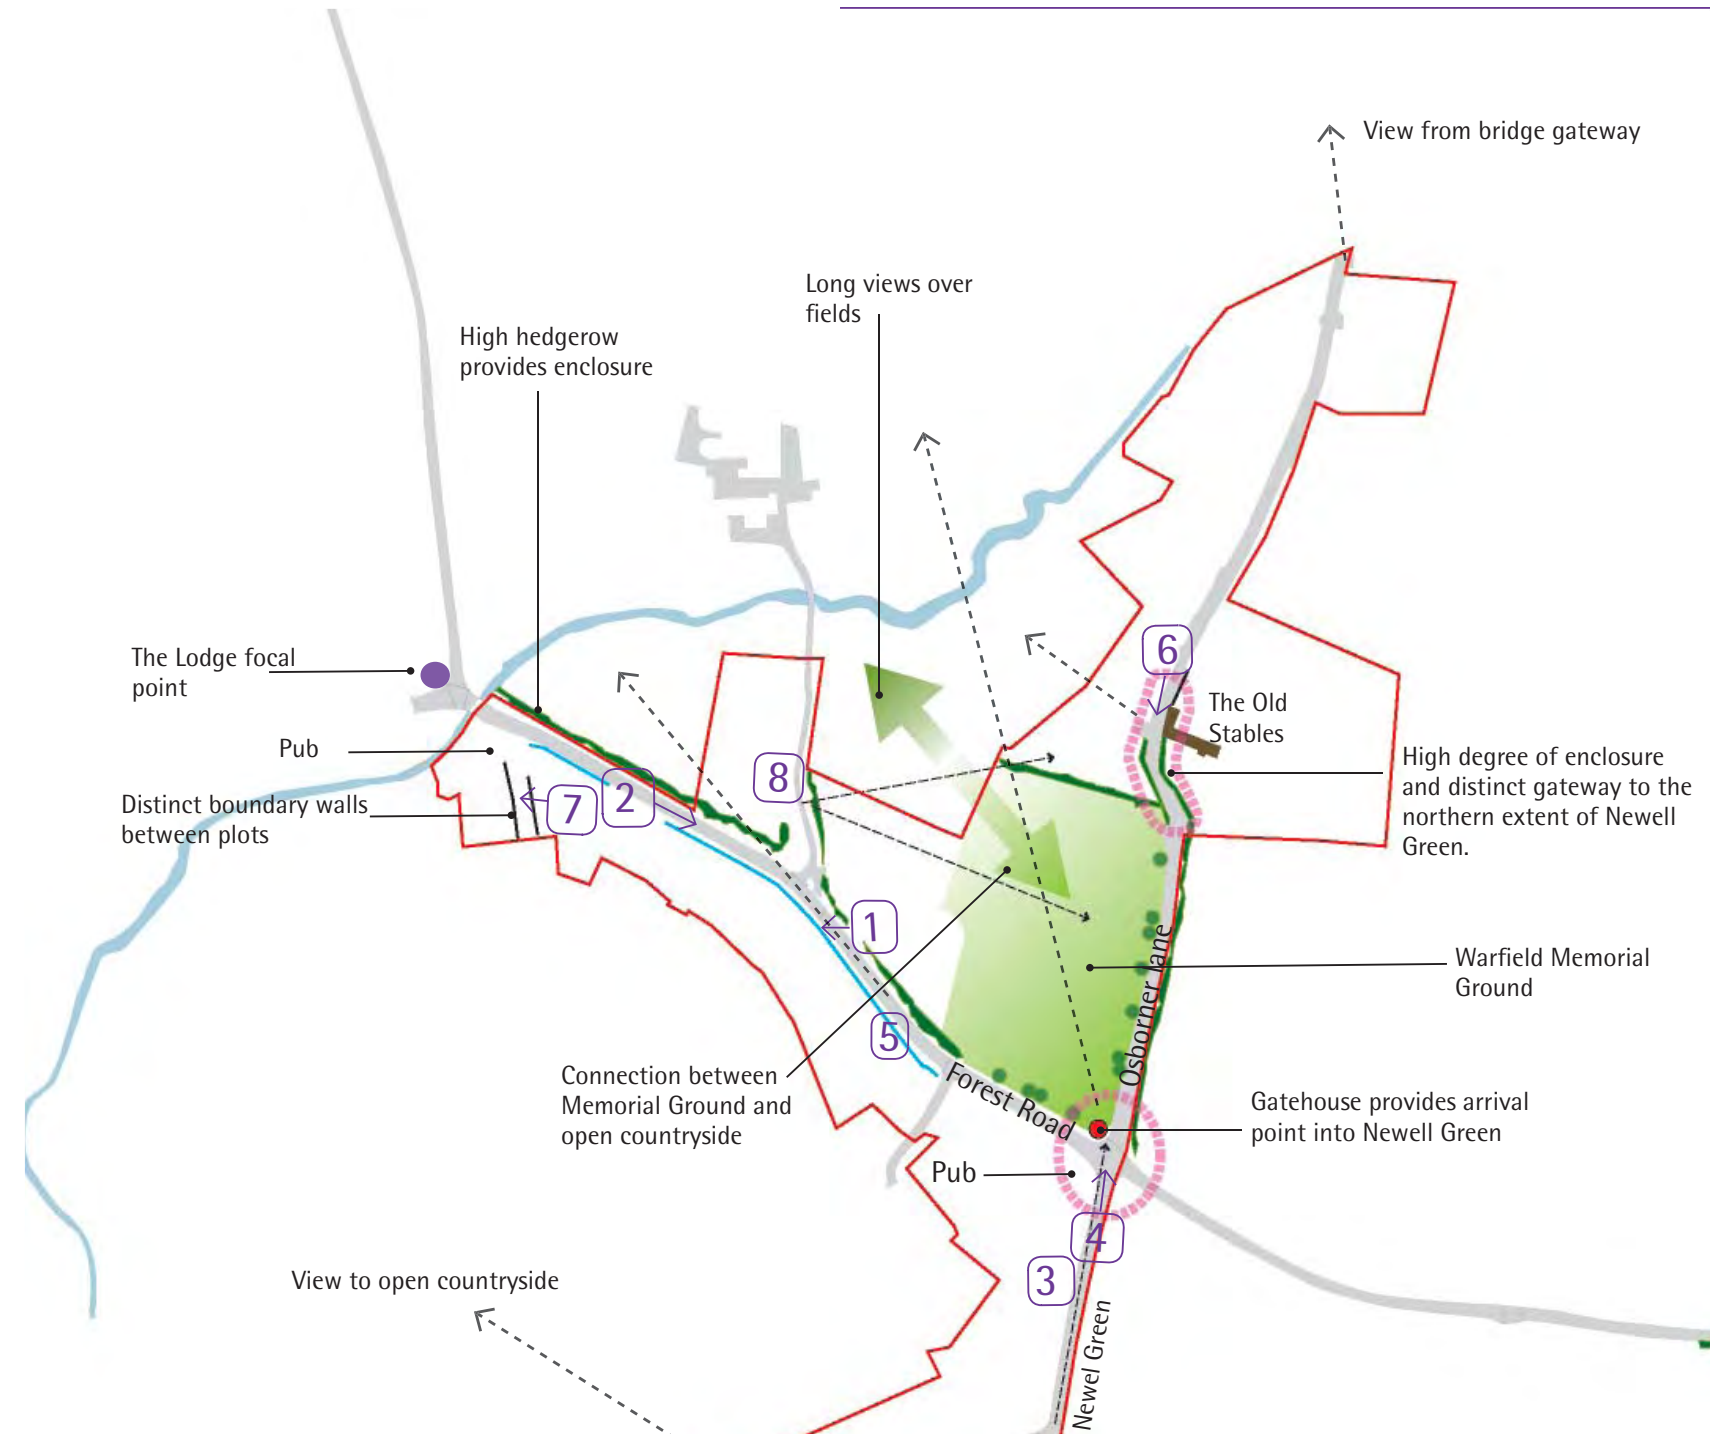 View from bridge gateway
Long views over
fields
High hedgerow
provides enclosure
6
The Lodge focal
point
The Old
Stables
Pub
High degree of enclosure
and distinct gateway to the
northern extent of Newell
Green.
8
2
7
Distinct boundary walls
between plots
1
Osborner lane
Warfield Memorial
Ground
5
Forest Road
Connection between
Memorial Ground and
open countryside
Gatehouse provides arrival
point into Newell Green
Pub
4
3
View to open countryside
Newel Green